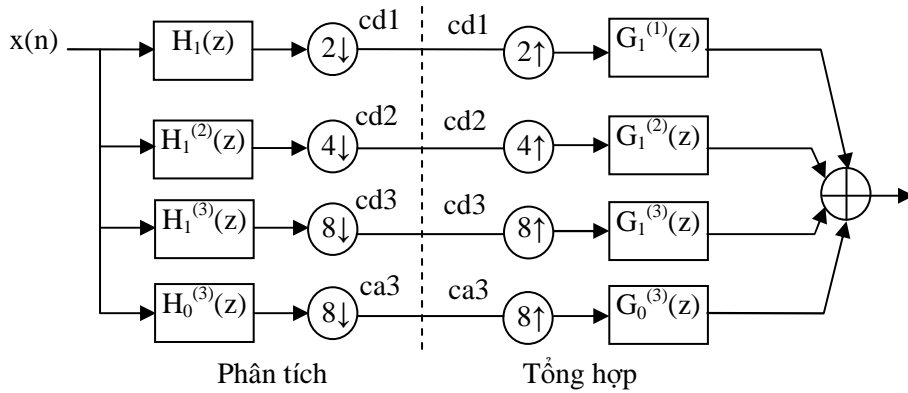 x(n) H₁(z) 2↓ cd1 cd1 2↑ G₁⁽¹⁾(z)
H₁⁽²⁾(z) 4↓ cd2 cd2 4↑ G₁⁽²⁾(z)
H₁⁽³⁾(z) 8↓ cd3 cd3 8↑ G₁⁽³⁾(z)
H₀⁽³⁾(z) 8↓ ca3 ca3 8↑ G₀⁽³⁾(z)
Phân tích Tổng hợp